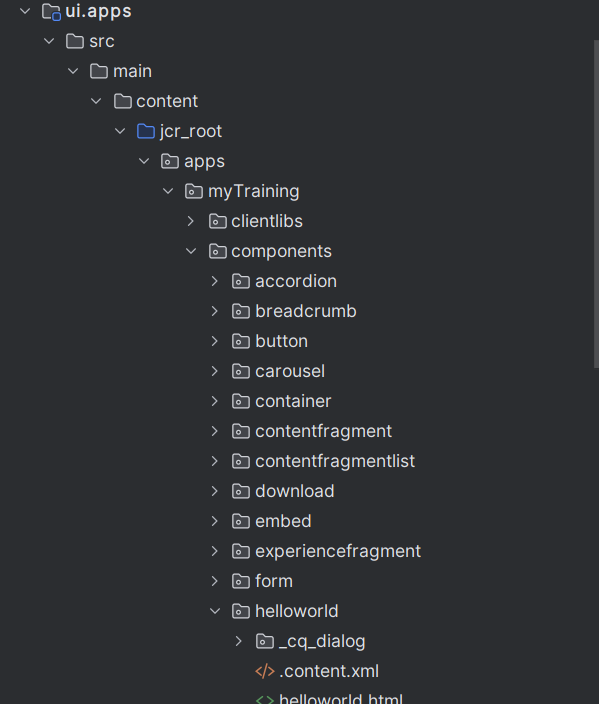 ui.apps
src
main
content
jcr_root
apps
myTraining
clientlibs
components
accordion
breadcrumb
button
carousel
container
contentfragment
contentfragmentlist
download
embed
experiencefragment
form
helloworld
_cq_dialog
.content.xml
helloworld.html